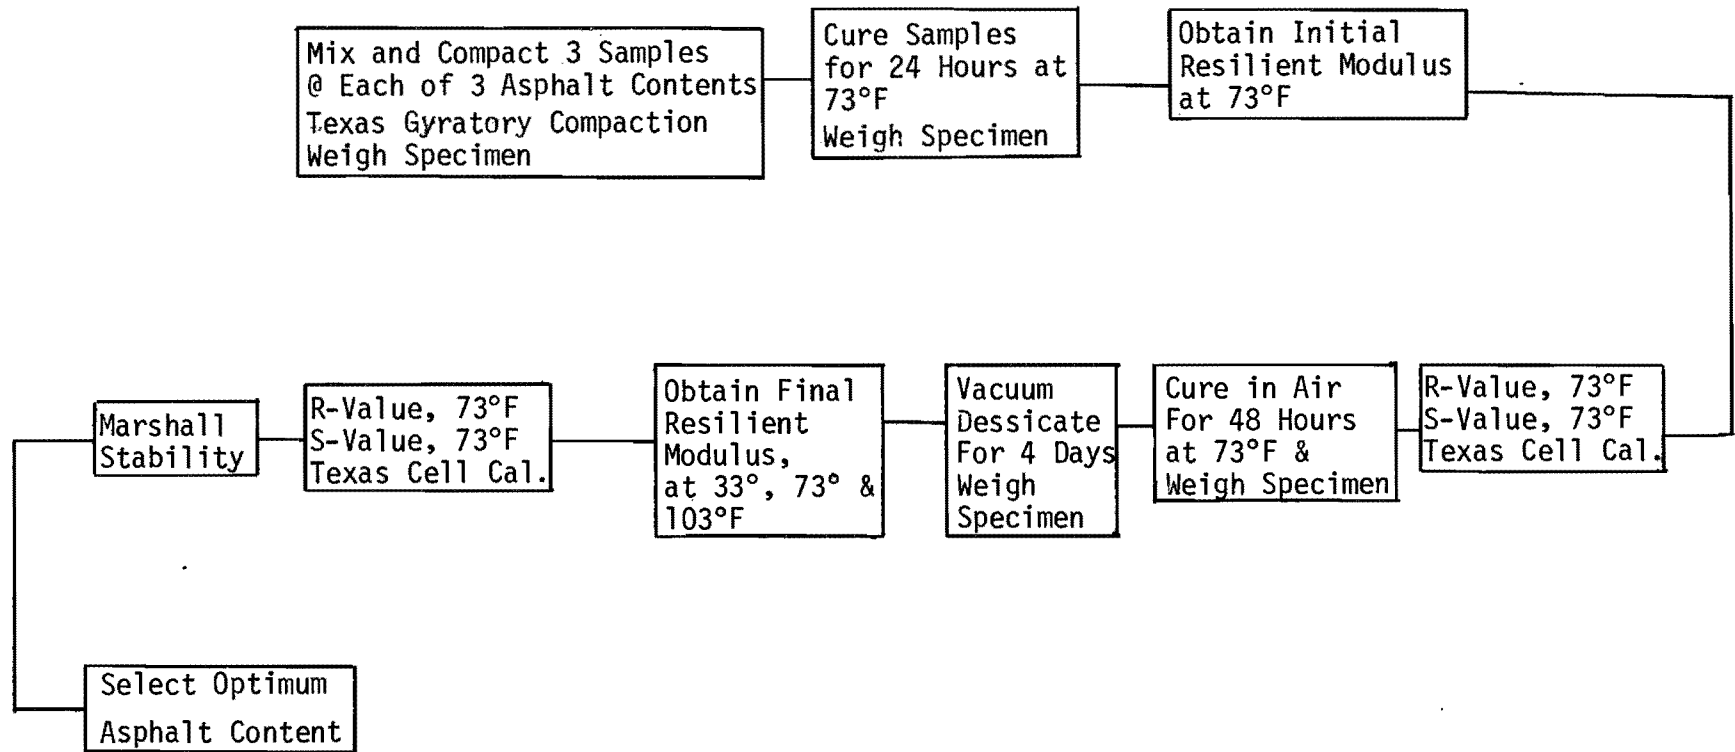 Mix and Compact 3 Samples
@ Each of 3 Asphalt Contents
Texas Gyratory Compaction
Weigh Specimen
Cure Samples
for 24 Hours at
73°F
Weigh Specimen
Obtain Initial
Resilient Modulus
at 73°F
R-Value, 73°F
S-Value, 73°F
Texas Cell Cal.
Cure in Air
For 48 Hours
at 73°F &
Weigh Specimen
Vacuum
Dessicate
For 4 Days
Weigh
Specimen
Obtain Final
Resilient
Modulus,
at 33°, 73° &
103°F
R-Value, 73°F
S-Value, 73°F
Texas Cell Cal.
Marshall
Stability
Select Optimum
Asphalt Content